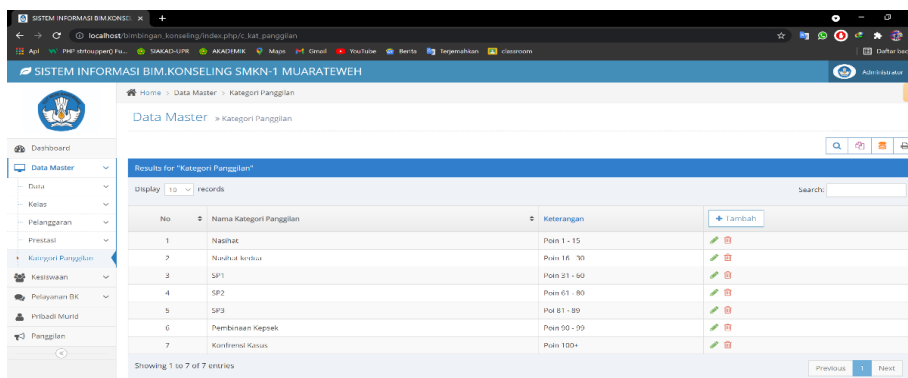 SISTEM INFORMASI BIM.KONSEL
localhost/bimbingan_konseling/index.php/c_kat_panggilan
Apl PHP strtoupper() Fu... SIAKAD-UPR AKADEMIK Maps Gmail YouTube Berita Terjemahkan classroom Daftar bac
SISTEM INFORMASI BIM.KONSELING SMKN-1 MUARATEWEH Administrator
Home > Data Master > Kategori Panggilan
Data Master » Kategori Panggilan
Dashboard
Data Master
Data
Kelas
Pelanggaran
Prestasi
Kategori Panggilan
Kesiswaan
Pelayanan BK
Pribadi Murid
Panggilan
Results for "Kategori Panggilan"
Display 10 records Search:
No Nama Kategori Panggilan Keterangan + Tambah
1 Nasihat Poin 1 - 15
2 Nasihat kedua Poin 16 - 30
3 SP1 Poin 31 - 60
4 SP2 Poin 61 - 80
5 SP3 Poi 81 - 89
6 Pembinaan Kepsek Poin 90 - 99
7 Konfrensi Kasus Poin 100+
Showing 1 to 7 of 7 entries Previous 1 Next